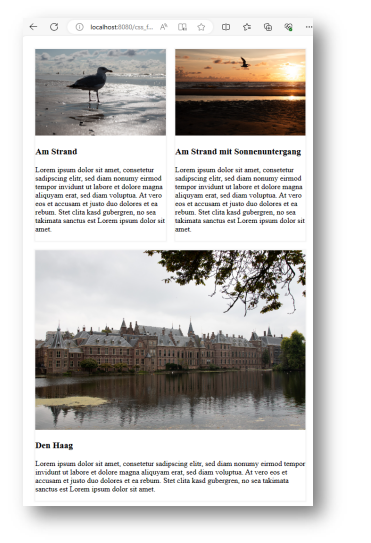 localhost:8080/css_f...
Am Strand
Lorem ipsum dolor sit amet, consetetur
sadipscing elitr, sed diam nonumy eirmod
tempor invidunt ut labore et dolore magna
aliquyam erat, sed diam voluptua. At vero
eos et accusam et justo duo dolores et ea
rebum. Stet clita kasd gubergren, no sea
takimata sanctus est Lorem ipsum dolor sit
amet.
Am Strand mit Sonnenuntergang
Lorem ipsum dolor sit amet, consetetur
sadipscing elitr, sed diam nonumy eirmod
tempor invidunt ut labore et dolore magna
aliquyam erat, sed diam voluptua. At vero
eos et accusam et justo duo dolores et ea
rebum. Stet clita kasd gubergren, no sea
takimata sanctus est Lorem ipsum dolor sit
amet.
Den Haag
Lorem ipsum dolor sit amet, consetetur sadipscing elitr, sed diam nonumy eirmod tempor
invidunt ut labore et dolore magna aliquyam erat, sed diam voluptua. At vero eos et
accusam et justo duo dolores et ea rebum. Stet clita kasd gubergren, no sea takimata
sanctus est Lorem ipsum dolor sit amet.